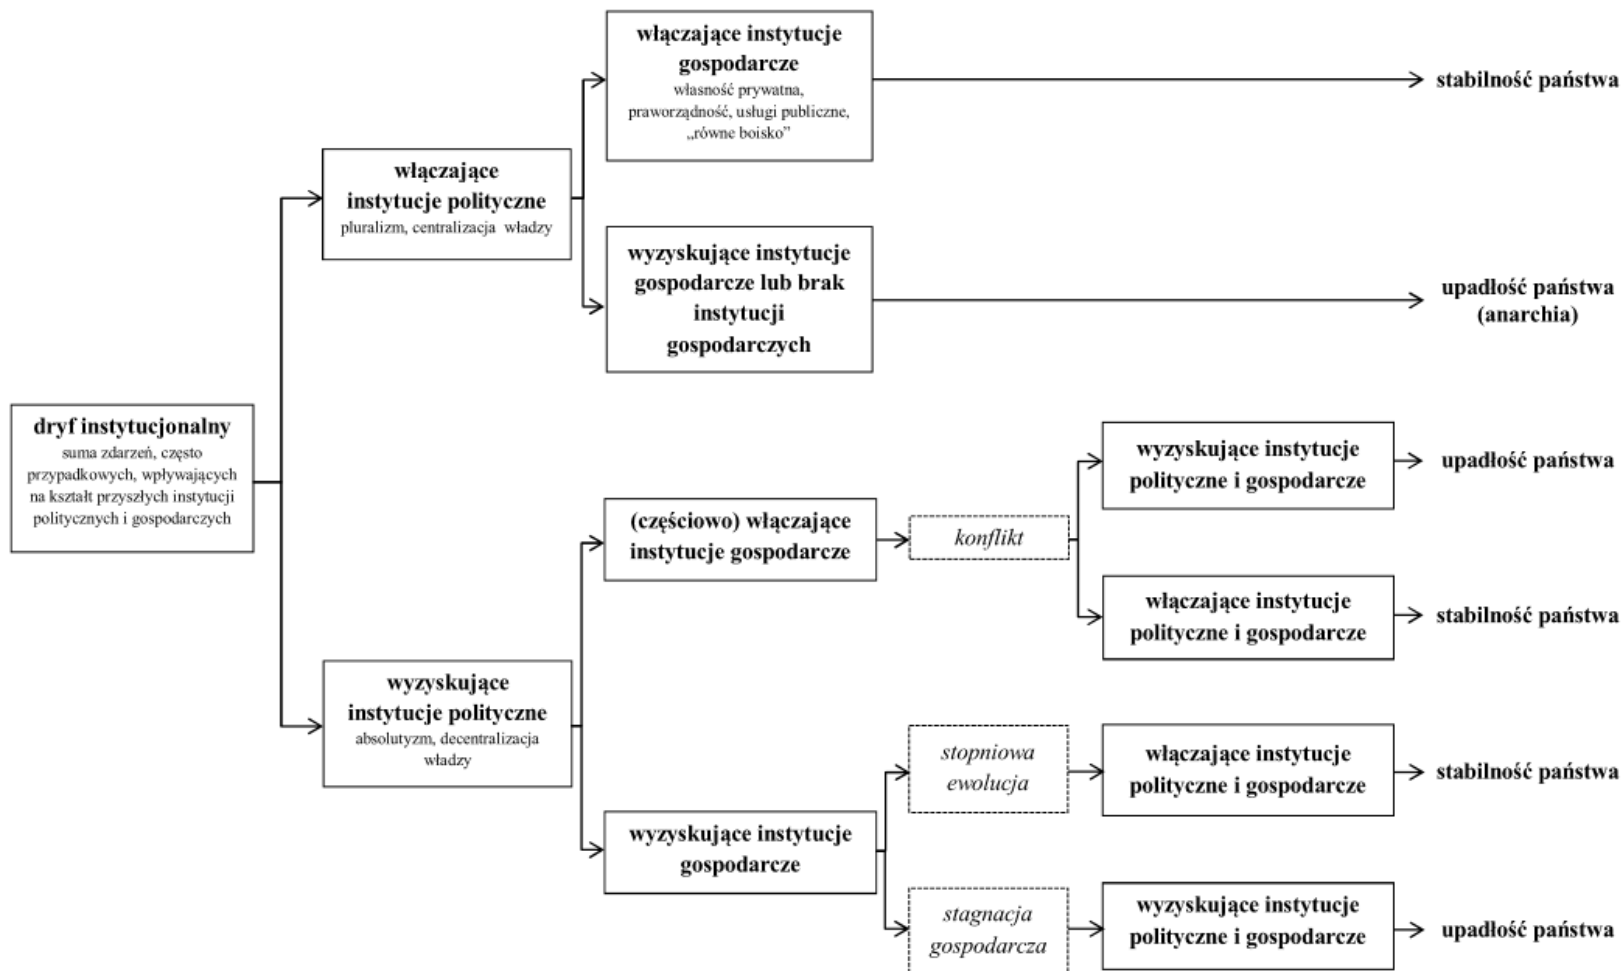 włączające instytucje
gospodarcze
własność prywatna,
praworządność, usługi publiczne,
„równe boisko”
stabilność państwa
włączające
instytucje polityczne
pluralizm, centralizacja władzy
wyzyskujące instytucje
gospodarcze lub brak
instytucji
gospodarczych
upadłość państwa
(anarchia)
dryf instytucjonalny
suma zdarzeń, często
przypadkowych, wpływających
na kształt przyszłych instytucji
politycznych i gospodarczych
wyzyskujące instytucje
polityczne i gospodarcze
upadłość państwa
(częściowo) włączające
instytucje gospodarcze
konflikt
włączające instytucje
polityczne i gospodarcze
stabilność państwa
wyzyskujące
instytucje polityczne
absolutyzm, decentralizacja
władzy
stopniowa
ewolucja
włączające instytucje
polityczne i gospodarcze
stabilność państwa
wyzyskujące instytucje
gospodarcze
stagnacja
gospodarcza
wyzyskujące instytucje
polityczne i gospodarcze
upadłość państwa